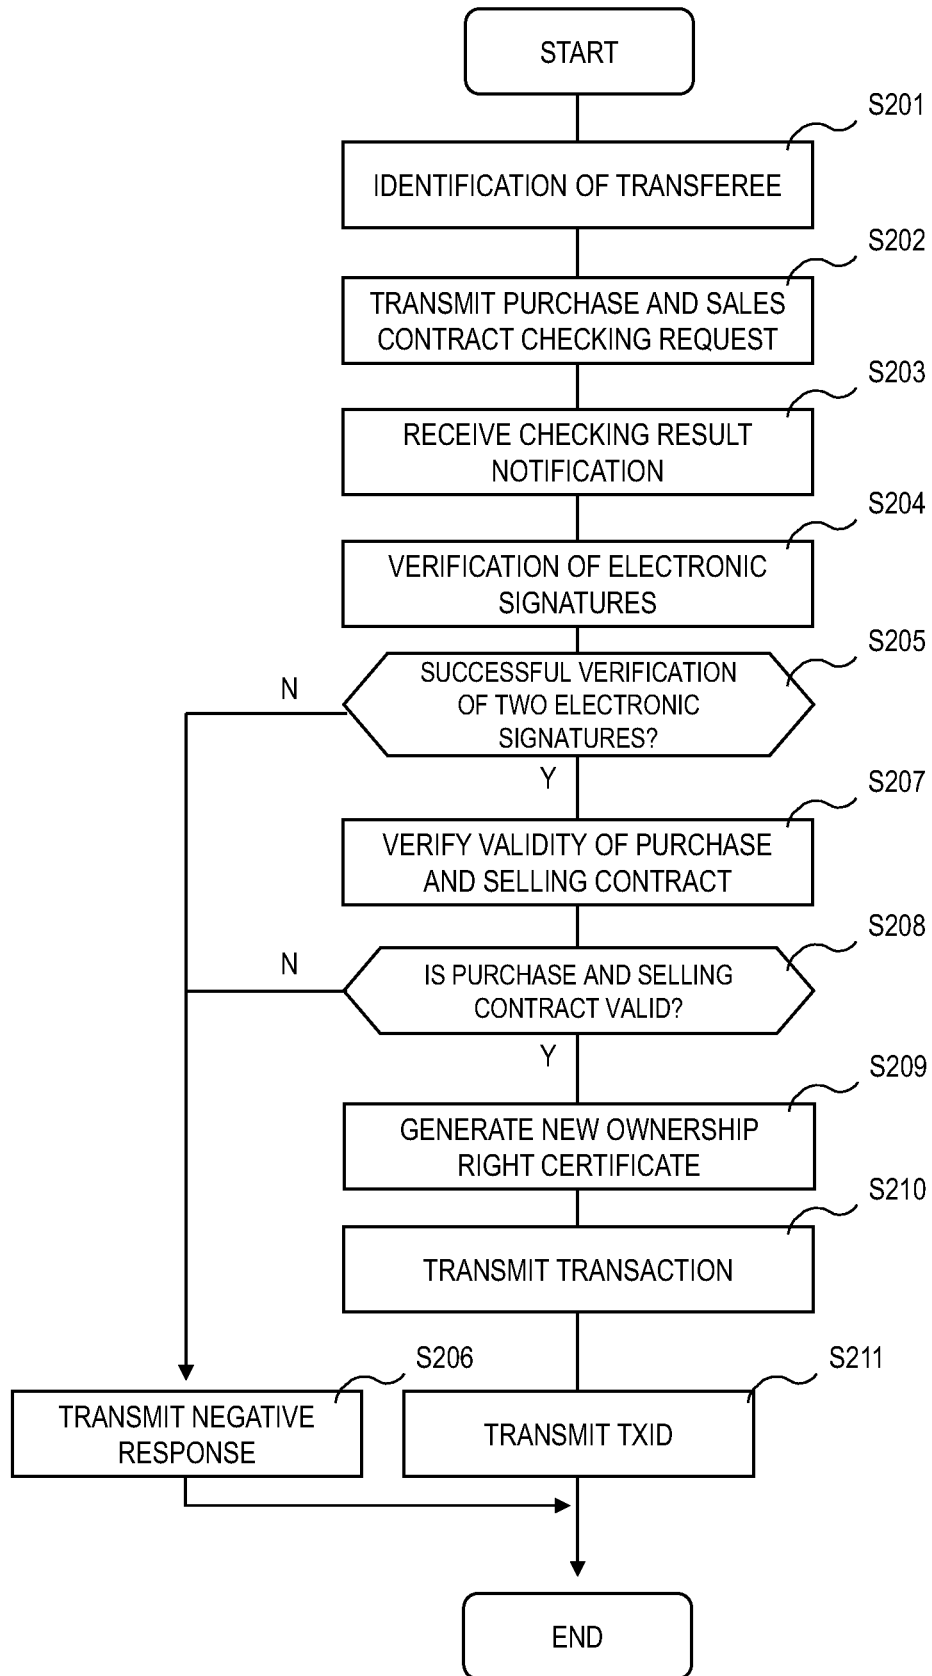 START
S201
IDENTIFICATION OF TRANSFEREE
S202
TRANSMIT PURCHASE AND SALES
CONTRACT CHECKING REQUEST
S203
RECEIVE CHECKING RESULT
NOTIFICATION
S204
VERIFICATION OF ELECTRONIC
SIGNATURES
S205
SUCCESSFUL VERIFICATION
OF TWO ELECTRONIC
SIGNATURES?
N
Y
S207
VERIFY VALIDITY OF PURCHASE
AND SELLING CONTRACT
S208
IS PURCHASE AND SELLING
CONTRACT VALID?
N
Y
S209
GENERATE NEW OWNERSHIP
RIGHT CERTIFICATE
S210
TRANSMIT TRANSACTION
S206
TRANSMIT NEGATIVE
RESPONSE
S211
TRANSMIT TXID
END